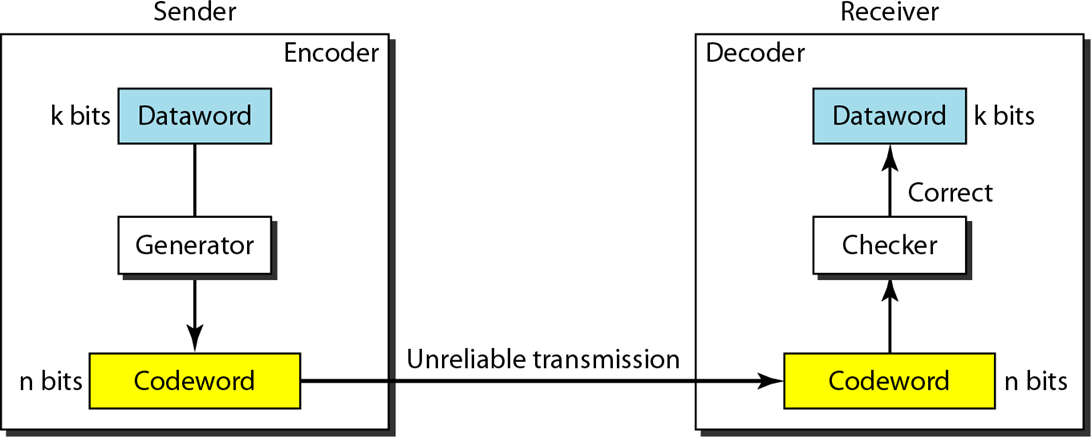 Sender
Receiver
Encoder
Decoder
k bits
Dataword
Dataword
k bits
Correct
Generator
Checker
Unreliable transmission
n bits
Codeword
Codeword
n bits